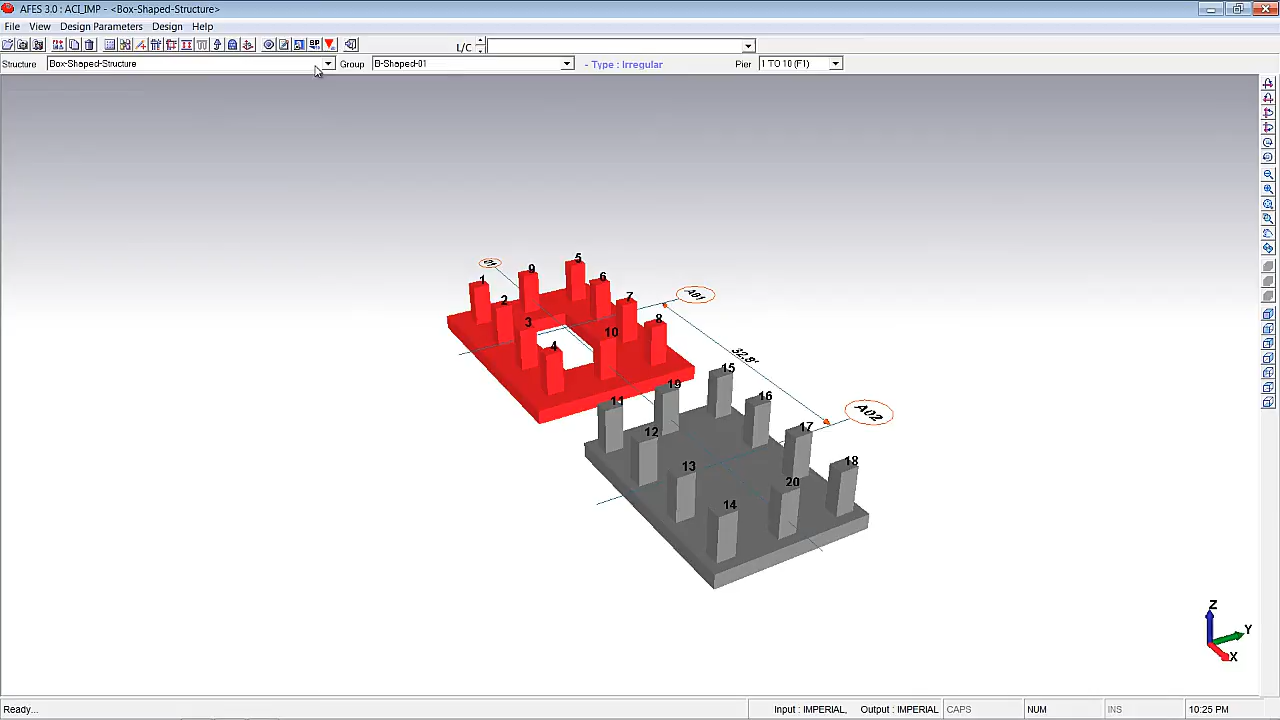 AFES 3.0 : ACI_IMP - <Box-Shaped-Structure>
File View Design Parameters Design Help
SP L/C
Structure Box-Shaped-Structure Group B-Shaped-01 - Type : Irregular Pier 1 TO 10 (F1)
5
9
1
6
2
A01
7
3
8
10
4
32.8'
15
19
16
11
A02
12
17
13
18
20
14
Z
Y
X
Ready... Input : IMPERIAL, Output : IMPERIAL CAPS NUM INS 10:25 PM